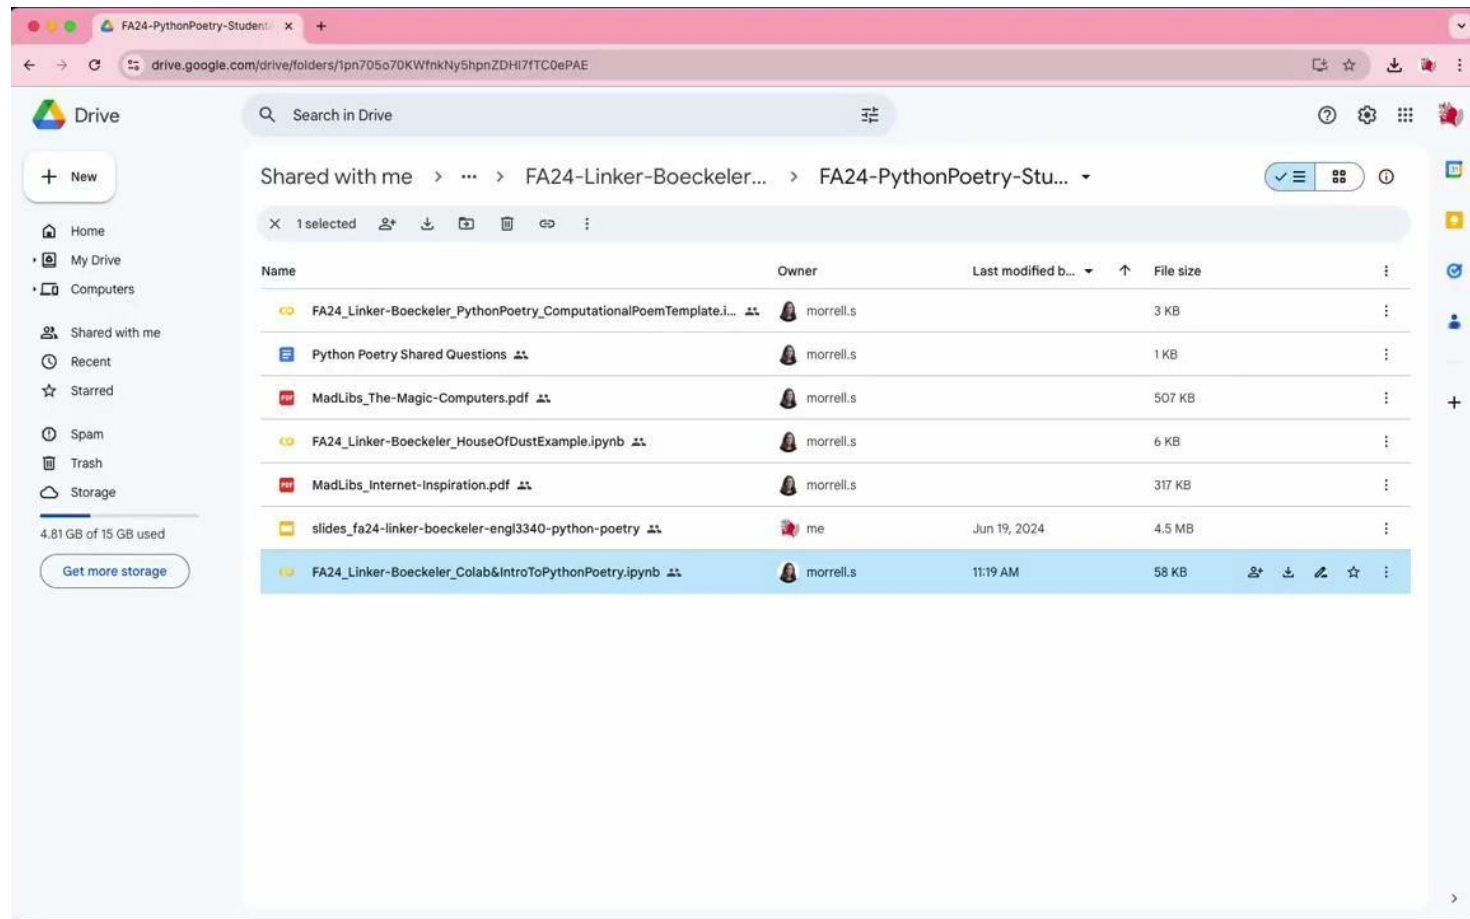 FA24-PythonPoetry-Student
drive.google.com/drive/folders/1pn705o70KWfnkNy5hpnZDHI7fTC0ePAE
Drive
Search in Drive
New
Shared with me > ... > FA24-Linker-Boeckeler... > FA24-PythonPoetry-Stu...
1 selected
Home
My Drive
Computers
Shared with me
Recent
Starred
Spam
Trash
Storage
4.81 GB of 15 GB used
Get more storage
Name Owner Last modified b... File size
FA24_Linker-Boeckeler_PythonPoetry_ComputationalPoemTemplate.i... morrell.s 3 KB
Python Poetry Shared Questions morrell.s 1 KB
PDF MadLibs_The-Magic-Computers.pdf morrell.s 507 KB
FA24_Linker-Boeckeler_HouseOfDustExample.ipynb morrell.s 6 KB
PDF MadLibs_Internet-Inspiration.pdf morrell.s 317 KB
slides_fa24-linker-boeckeler-engl3340-python-poetry me Jun 19, 2024 4.5 MB
FA24_Linker-Boeckeler_Colab&IntroToPythonPoetry.ipynb morrell.s 11:19 AM 58 KB
31